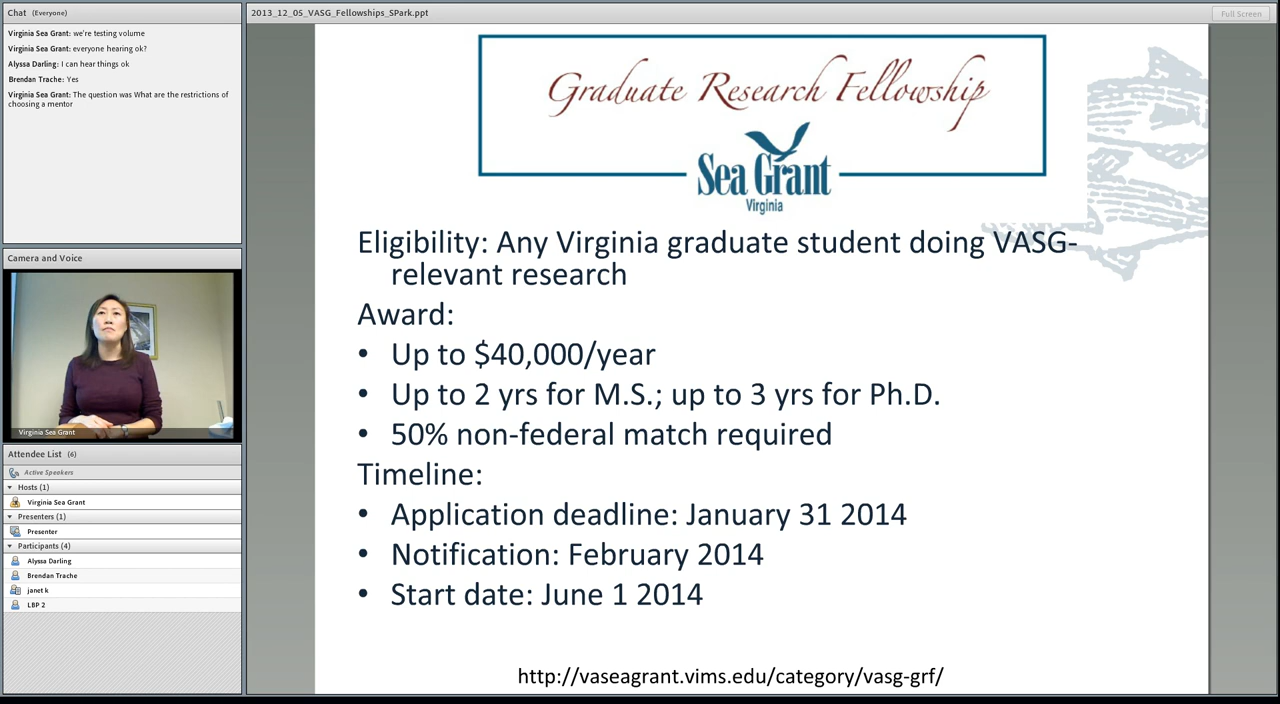 Chat (Everyone)
Virginia Sea Grant: we're testing volume
Virginia Sea Grant: everyone hearing ok?
Alyssa Darling: I can hear things ok
Brendan Trache: Yes
Virginia Sea Grant: The question was What are the restrictions of
choosing a mentor
Camera and Voice
Virginia Sea Grant
Attendee List (6)
Active Speakers
Hosts (1)
Virginia Sea Grant
Presenters (1)
Presenter
Participants (4)
Alyssa Darling
Brendan Trache
janet k
LBP 2
2013_12_05_VASG_Fellowships_SPark.ppt
Full Screen
Graduate Research Fellowship
Sea Grant
Virginia
Eligibility: Any Virginia graduate student doing VASG-
relevant research
Award:
• Up to $40,000/year
• Up to 2 yrs for M.S.; up to 3 yrs for Ph.D.
• 50% non-federal match required
Timeline:
• Application deadline: January 31 2014
• Notification: February 2014
• Start date: June 1 2014
http://vaseagrant.vims.edu/category/vasg-grf/